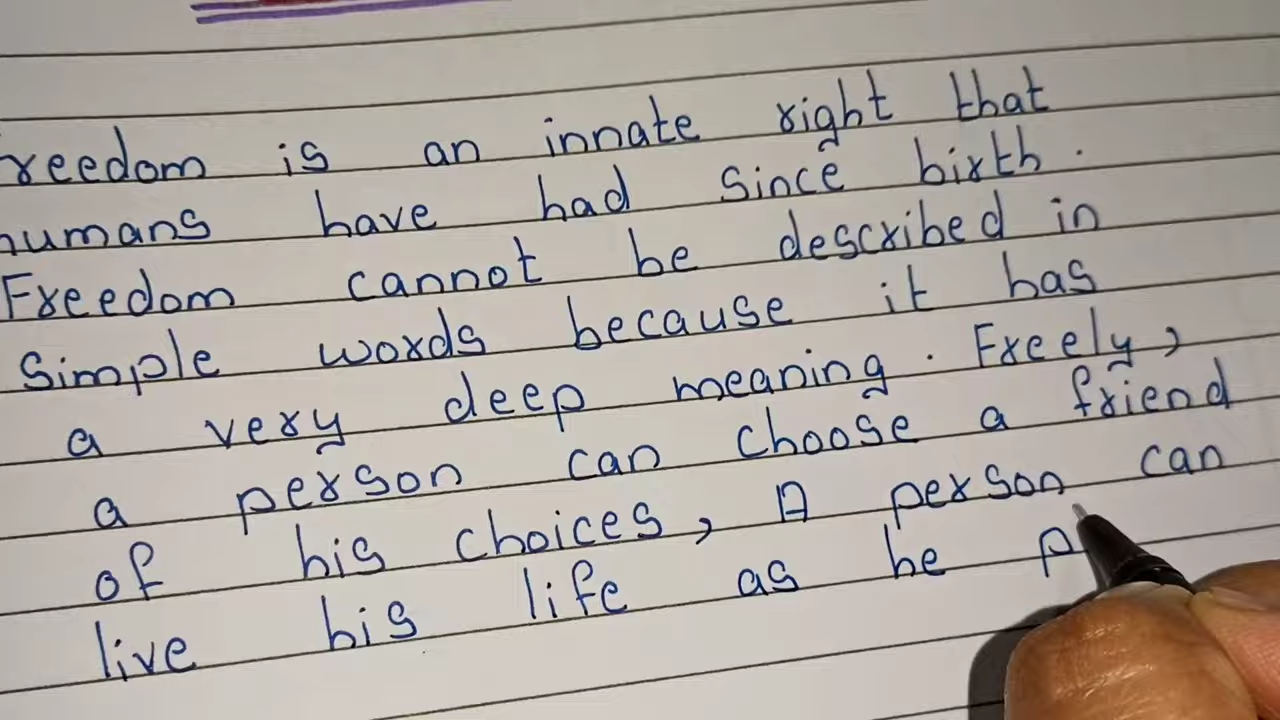 reedom is an innate right that
humans have had since birth.
Freedom cannot be described in
Simple words because it has
a very deep meaning. Freely,
a person can choose a friend
of his choices, A person can
live his life as he p